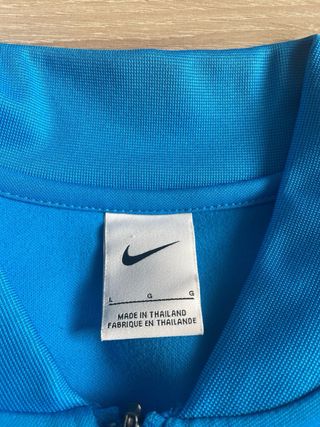 L G G
MADE IN THAILAND
FABRIQUE EN THAILANDE